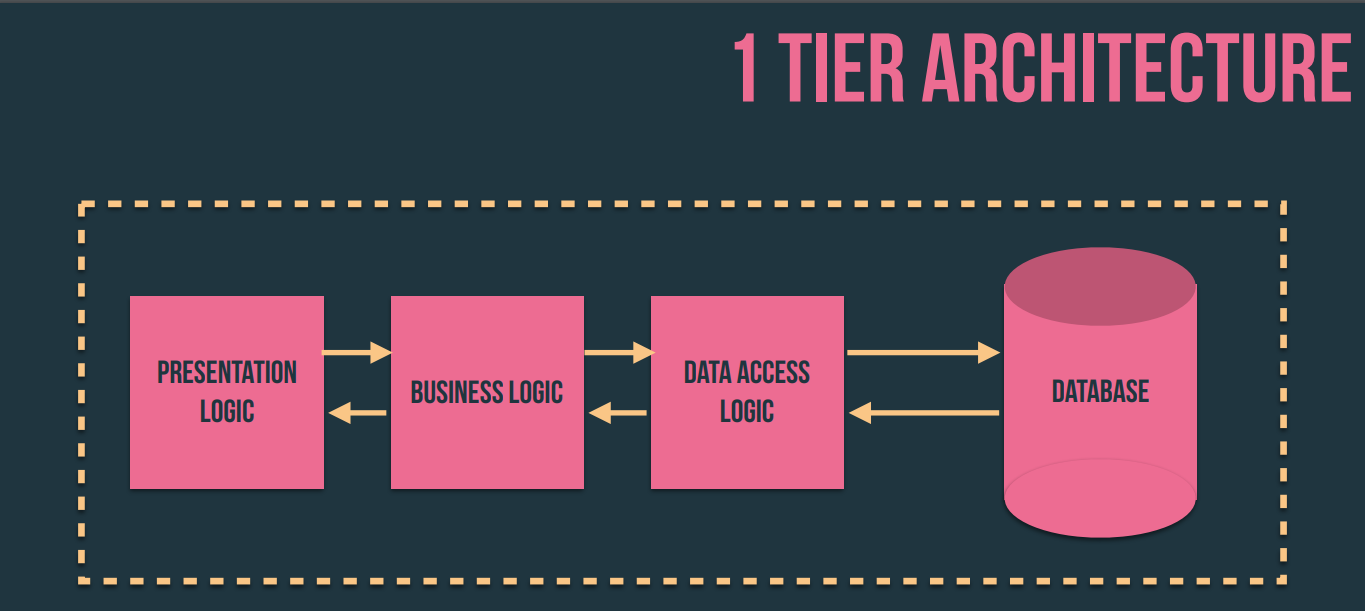 1 TIER ARCHITECTURE
PRESENTATION
LOGIC
BUSINESS LOGIC
DATA ACCESS
LOGIC
DATABASE